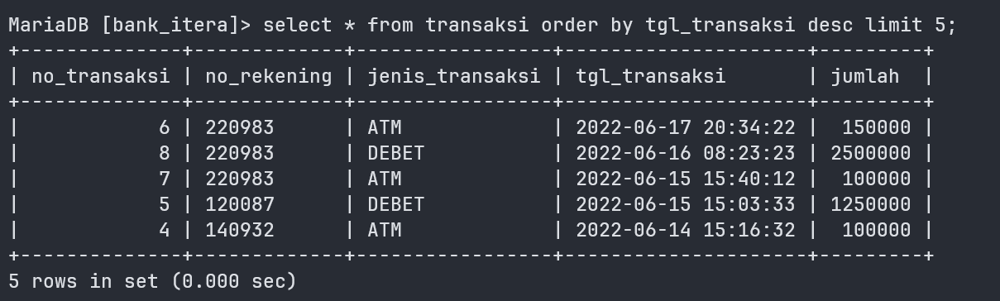 MariaDB [bank_itera]> select * from transaksi order by tgl_transaksi desc limit 5;
+--------------+-------------+-----------------+---------------------+---------+
| no_transaksi | no_rekening | jenis_transaksi | tgl_transaksi       | jumlah  |
+--------------+-------------+-----------------+---------------------+---------+
|            6 | 220983      | ATM             | 2022-06-17 20:34:22 |  150000 |
|            8 | 220983      | DEBET           | 2022-06-16 08:23:23 | 2500000 |
|            7 | 220983      | ATM             | 2022-06-15 15:40:12 |  100000 |
|            5 | 120087      | DEBET           | 2022-06-15 15:03:33 | 1250000 |
|            4 | 140932      | ATM             | 2022-06-14 15:16:32 |  100000 |
+--------------+-------------+-----------------+---------------------+---------+
5 rows in set (0.000 sec)